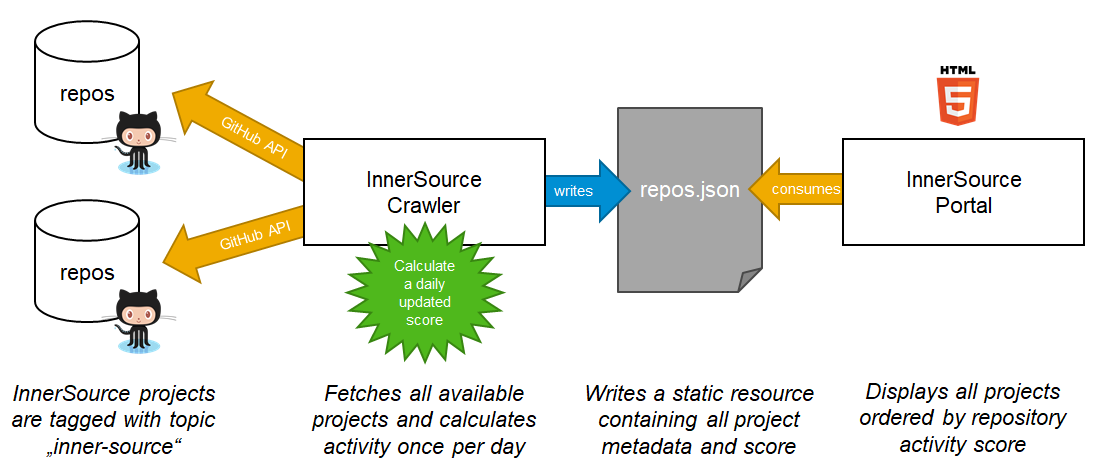 repos
GitHub API
repos
GitHub API
InnerSource
Crawler
Calculate
a daily
updated
score
writes
repos.json
consumes
HTML
5
InnerSource
Portal
InnerSource projects
are tagged with topic
„inner-source“
Fetches all available
projects and calculates
activity once per day
Writes a static resource
containing all project
metadata and score
Displays all projects
ordered by repository
activity score